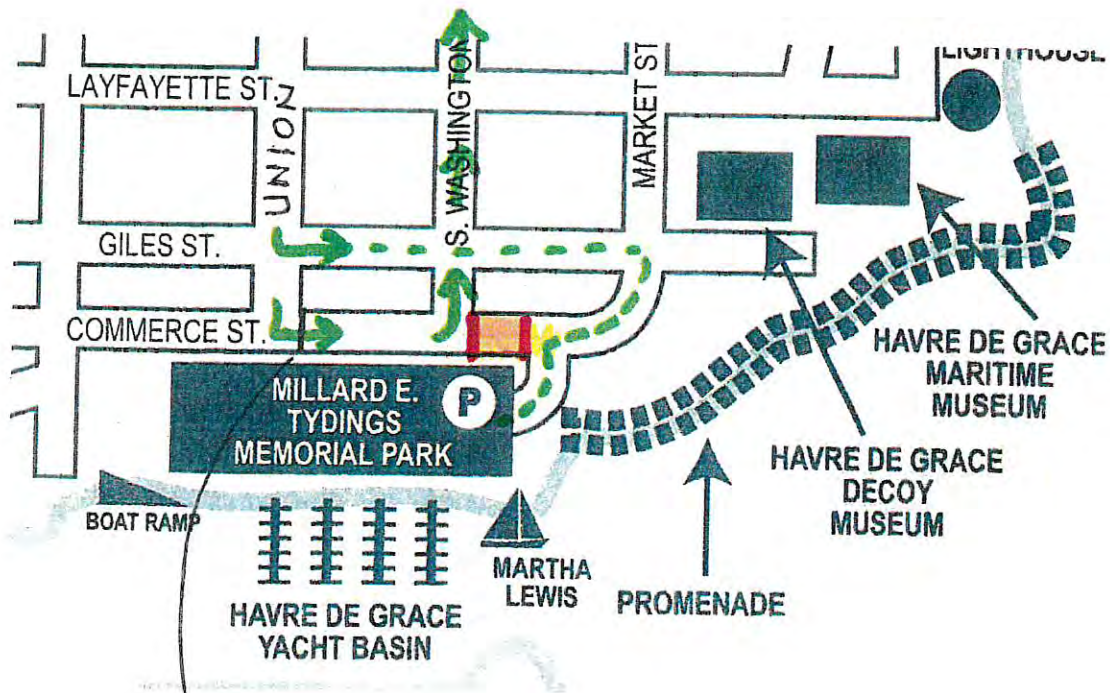 LIGHTHOUSE
LAYFAYETTE ST.
UNION
S. WASHINGTON
MARKET ST
GILES ST.
COMMERCE ST.
MILLARD E.
TYDINGS
MEMORIAL PARK
P
HAVRE DE GRACE
MARITIME
MUSEUM
HAVRE DE GRACE
DECOY
MUSEUM
BOAT RAMP
MARTHA
LEWIS
PROMENADE
HAVRE DE GRACE
YACHT BASIN